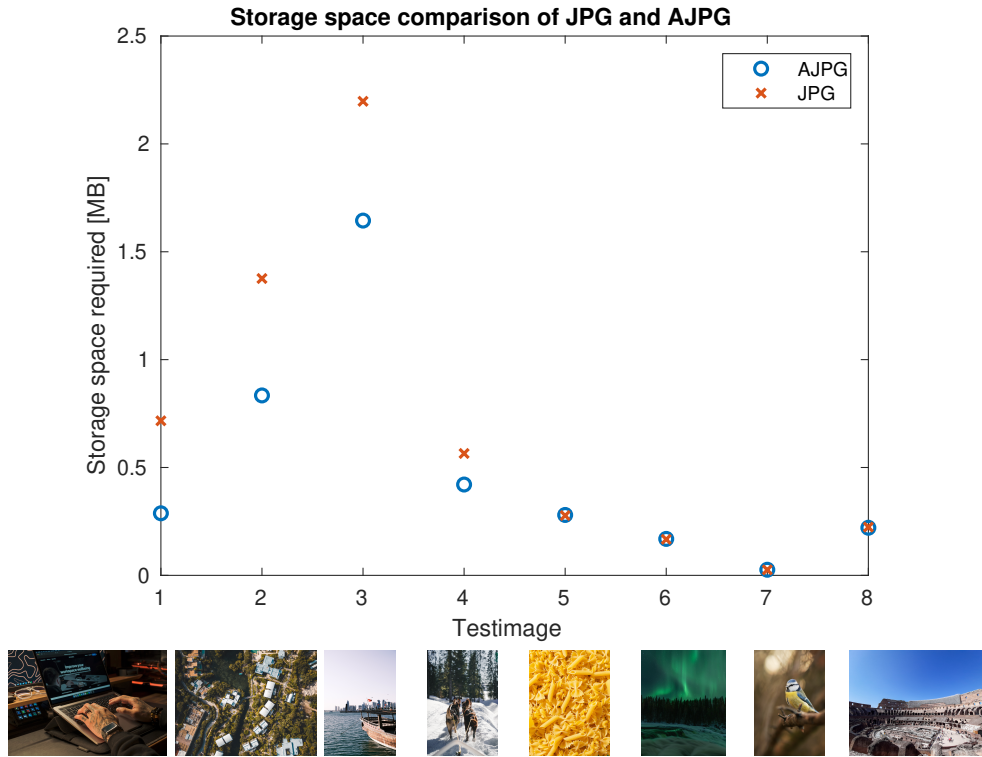 Storage space comparison of JPG and AJPG
2.5
2
1.5
1
0.5
0
Storage space required [MB]
AJPG
JPG
1 2 3 4 5 6 7 8
Testimage